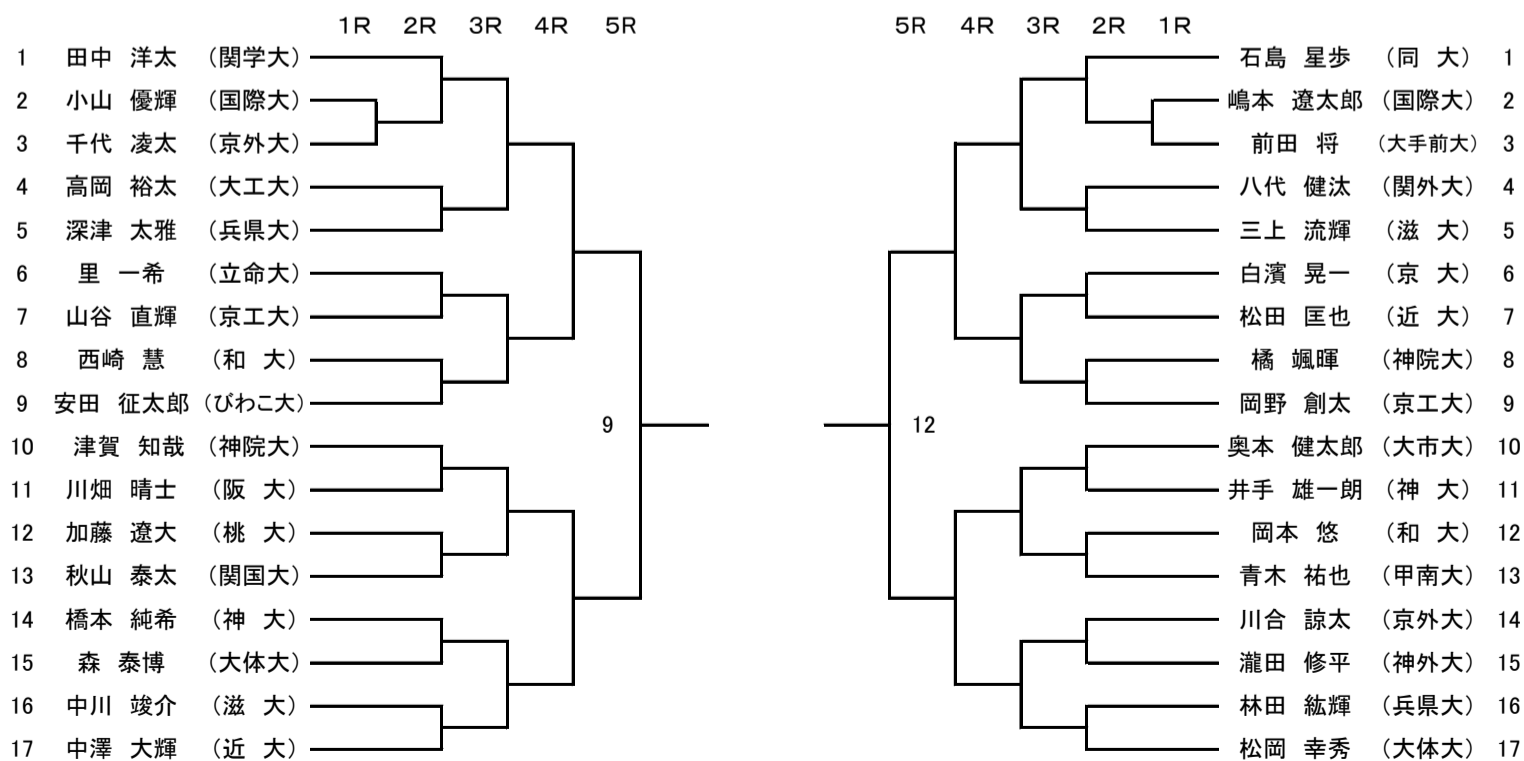 1R 2R 3R 4R 5R 5R 4R 3R 2R 1R
1 田中 洋太 (関学大) 石島 星歩 (同 大) 1
2 小山 優輝 (国際大) 嶋本 遼太郎 (国際大) 2
3 千代 凌太 (京外大) 前田 将 (大手前大) 3
4 高岡 裕太 (大工大) 八代 健汰 (関外大) 4
5 深津 太雅 (兵県大) 三上 流輝 (滋 大) 5
6 里 一希 (立命大) 白濱 晃一 (京 大) 6
7 山谷 直輝 (京工大) 松田 匡也 (近 大) 7
8 西崎 慧 (和 大) 橘 颯暉 (神院大) 8
9 安田 征太郎 (びわこ大) 岡野 創太 (京工大) 9
9 12
10 津賀 知哉 (神院大) 奥本 健太郎 (大市大) 10
11 川畑 晴士 (阪 大) 井手 雄一朗 (神 大) 11
12 加藤 遼大 (桃 大) 岡本 悠 (和 大) 12
13 秋山 泰太 (関国大) 青木 祐也 (甲南大) 13
14 橋本 純希 (神 大) 川合 諒太 (京外大) 14
15 森 泰博 (大体大) 瀧田 修平 (神外大) 15
16 中川 竣介 (滋 大) 林田 紘輝 (兵県大) 16
17 中澤 大輝 (近 大) 松岡 幸秀 (大体大) 17